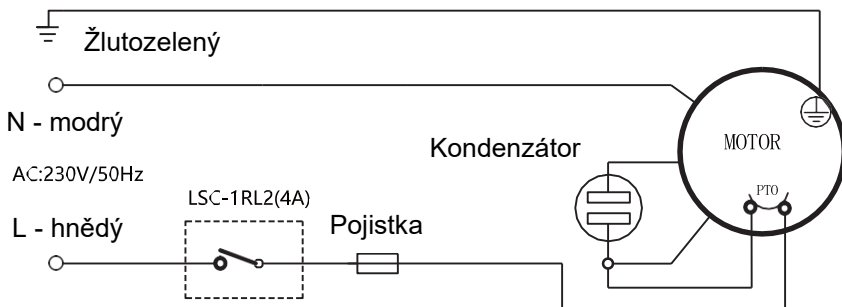 Žlutozelený
N - modrý
Kondenzátor
MOTOR
AC:230V/50Hz
LSC-1RL2(4A)
PTO
L - hnědý
Pojistka